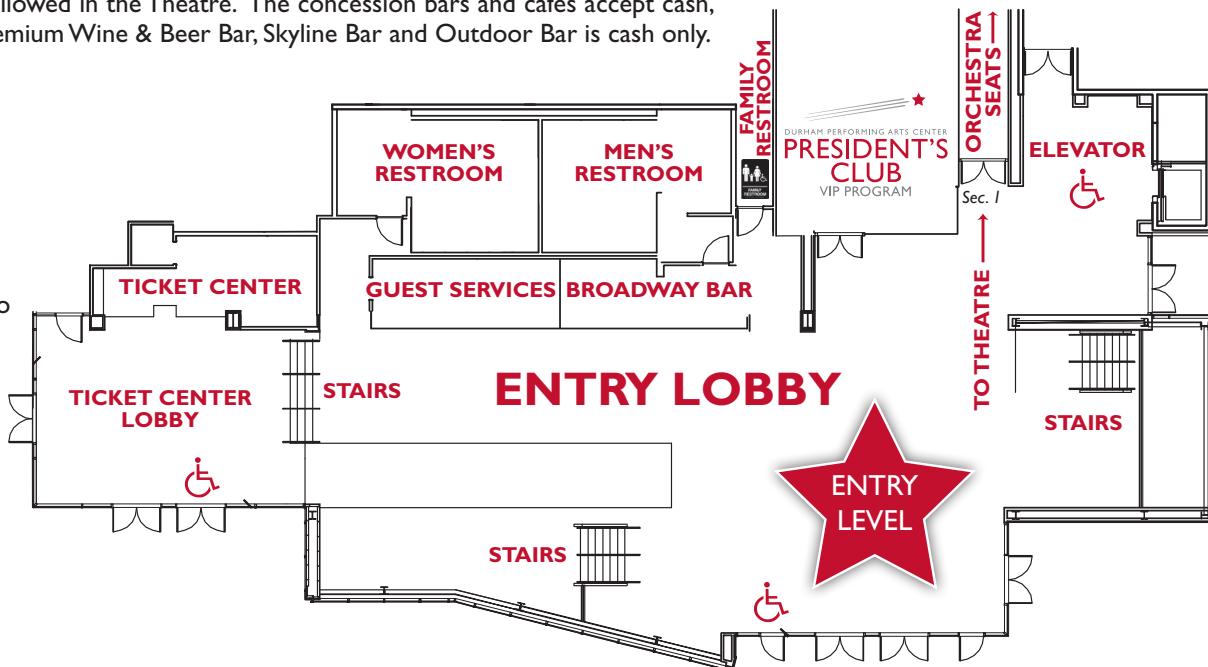 llowed in the Theatre. The concession bars and cafes accept cash,
emium Wine & Beer Bar, Skyline Bar and Outdoor Bar is cash only.
FAMILY
RESTROOM
FAMILY
RESTROOM
DURHAM PERFORMING ARTS CENTER
PRESIDENT'S
CLUB
VIP PROGRAM
ORCHESTRA
SEATS
Sec. 1
ELEVATOR
WOMEN'S
RESTROOM
MEN'S
RESTROOM
TICKET CENTER
GUEST SERVICES
BROADWAY BAR
o
TO THEATRE
TICKET CENTER
LOBBY
STAIRS
ENTRY LOBBY
STAIRS
ENTRY
LEVEL
STAIRS